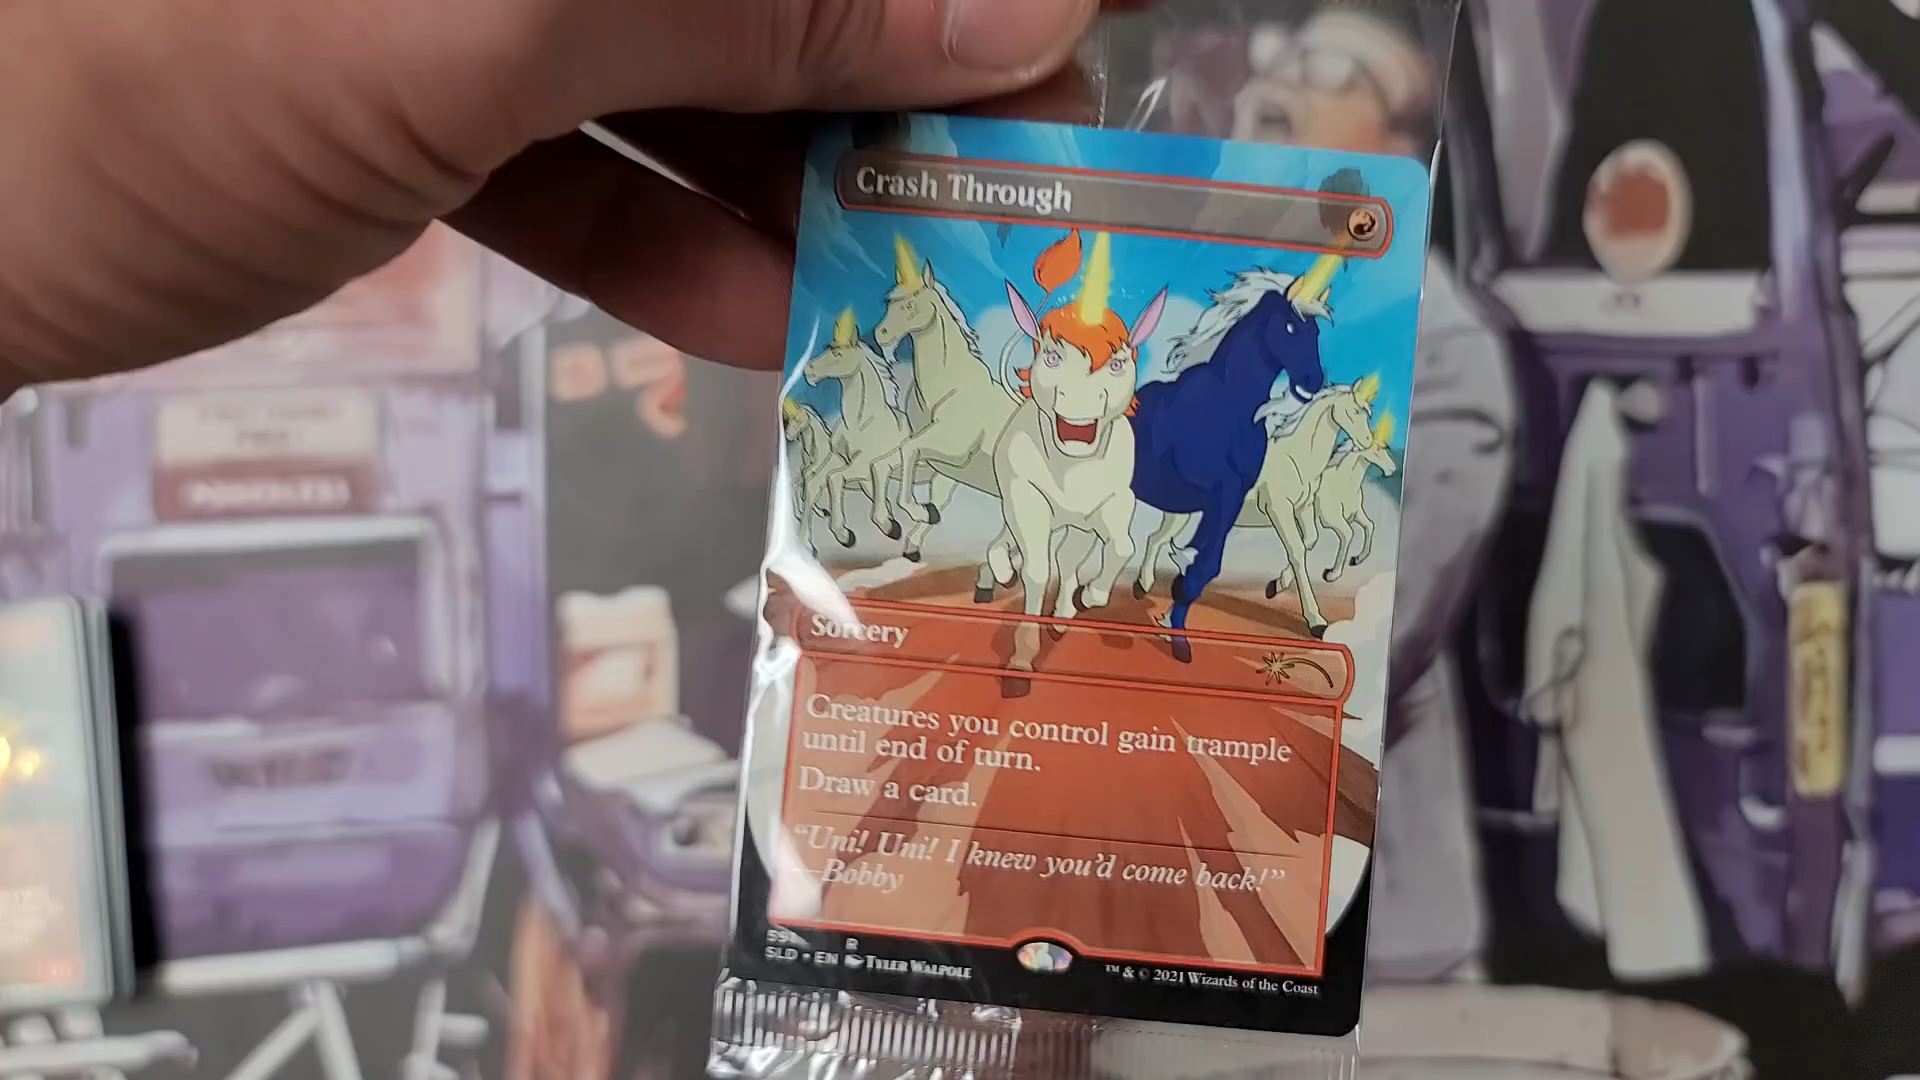 Crash Through
Sorcery
Creatures you control gain trample
until end of turn.
Draw a card.
“Uni! Uni! I knew you’d come back!”
—Bobby
R
SLD • EN TYLER WALPOLE
™ & © 2021 Wizards of the Coast